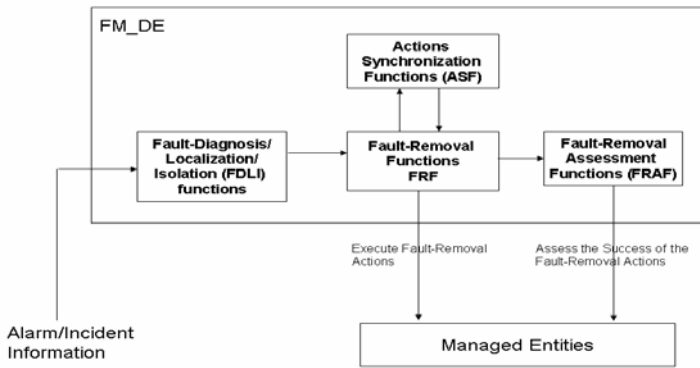 FM_DE
Actions
Synchronization
Functions (ASF)
Fault-Diagnosis/
Localization/
Isolation (FDLI)
functions
Fault-Removal
Functions
FRF
Fault-Removal
Assessment
Functions (FRAF)
Execute Fault-Removal
Actions
Assess the Success of the
Fault-Removal Actions
Alarm/Incident
Information
Managed Entities